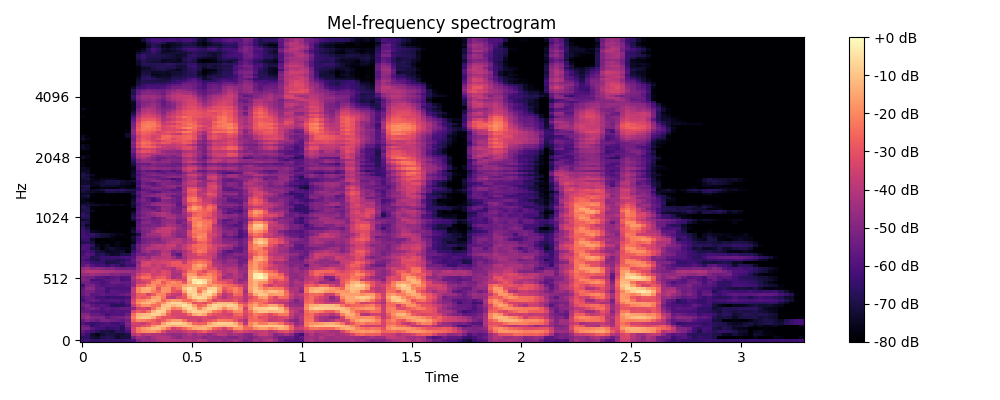 Mel-frequency spectrogram
+0 dB
-10 dB
-20 dB
-30 dB
-40 dB
-50 dB
-60 dB
-70 dB
-80 dB
4096
2048
1024
512
0
Hz
0 0.5 1 1.5 2 2.5 3
Time